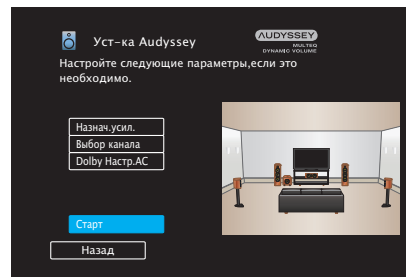 Уст-ка Audyssey
AUDYSSEY
MULTEQ
DYNAMIC VOLUME
Настройте следующие параметры,если это
необходимо.
Назнач.усил.
Выбор канала
Dolby Настр.АС
Старт
Назад